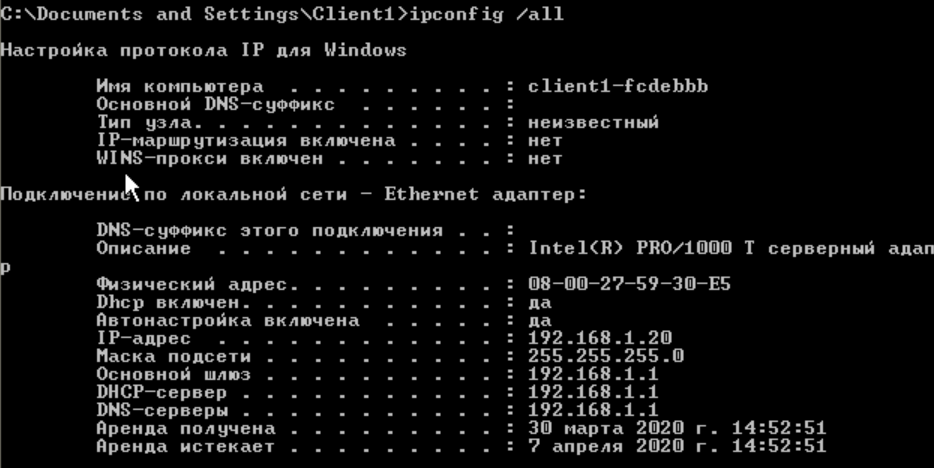 C:\Documents and Settings\Client1>ipconfig /all
Настройка протокола IP для Windows
Имя компьютера . . . . . . . . . : client1-fcdebbb
Основной DNS-суффикс . . . . . . :
Тип узла. . . . . . . . . . . . . : неизвестный
IP-маршрутизация включена . . . . : нет
WINS-прокси включен . . . . . . . : нет
Подключение по локальной сети - Ethernet адаптер:
DNS-суффикс этого подключения . . :
Описание . . . . . . . . . . . . : Intel(R) PRO/1000 T серверный адап
р
Физический адрес. . . . . . . . . : 08-00-27-59-30-E5
Dhcp включен. . . . . . . . . . . : да
Автонастройка включена . . . . . : да
IP-адрес . . . . . . . . . . . . : 192.168.1.20
Маска подсети . . . . . . . . . . : 255.255.255.0
Основной шлюз . . . . . . . . . . : 192.168.1.1
DHCP-сервер . . . . . . . . . . . : 192.168.1.1
DNS-серверы . . . . . . . . . . . : 192.168.1.1
Аренда получена . . . . . . . . . : 30 марта 2020 г. 14:52:51
Аренда истекает . . . . . . . . . : 7 апреля 2020 г. 14:52:51